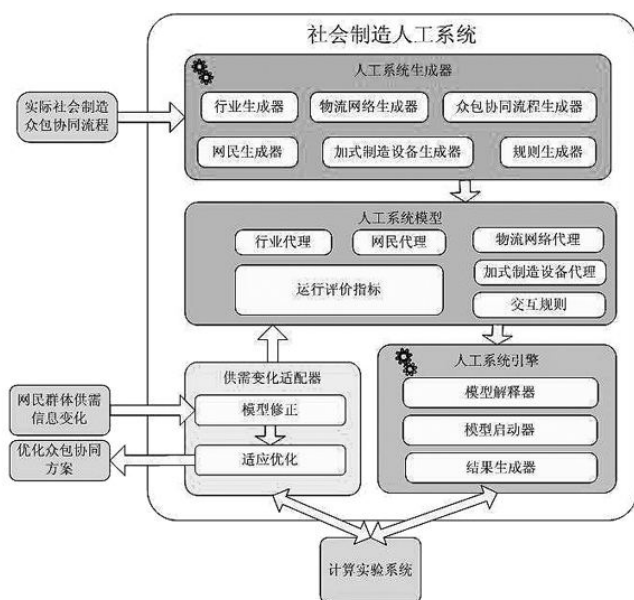 社会制造人工系统
人工系统生成器
行业生成器
物流网络生成器
众包协同流程生成器
网民生成器
加式制造设备生成器
规则生成器
实际社会制造
众包协同流程
人工系统模型
行业代理
网民代理
物流网络代理
运行评价指标
加式制造设备代理
交互规则
供需变化适配器
模型修正
适应优化
人工系统引擎
模型解释器
模型启动器
结果生成器
网民群体供需
信息变化
优化众包协同
方案
计算实验系统